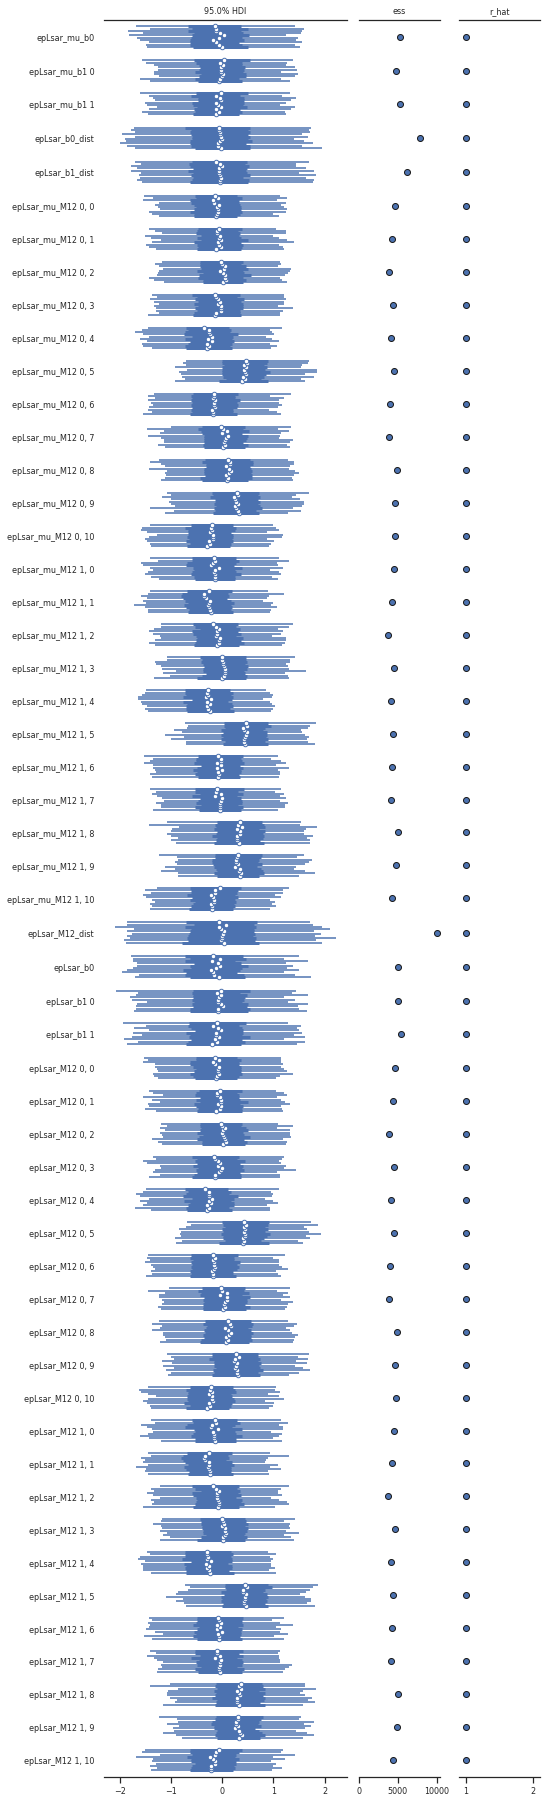 95.0% HDI ess r_hat
epLsar_mu_b0
epLsar_mu_b1 0
epLsar_mu_b1 1
epLsar_b0_dist
epLsar_b1_dist
epLsar_mu_M12 0, 0
epLsar_mu_M12 0, 1
epLsar_mu_M12 0, 2
epLsar_mu_M12 0, 3
epLsar_mu_M12 0, 4
epLsar_mu_M12 0, 5
epLsar_mu_M12 0, 6
epLsar_mu_M12 0, 7
epLsar_mu_M12 0, 8
epLsar_mu_M12 0, 9
epLsar_mu_M12 0, 10
epLsar_mu_M12 1, 0
epLsar_mu_M12 1, 1
epLsar_mu_M12 1, 2
epLsar_mu_M12 1, 3
epLsar_mu_M12 1, 4
epLsar_mu_M12 1, 5
epLsar_mu_M12 1, 6
epLsar_mu_M12 1, 7
epLsar_mu_M12 1, 8
epLsar_mu_M12 1, 9
epLsar_mu_M12 1, 10
epLsar_M12_dist
epLsar_b0
epLsar_b1 0
epLsar_b1 1
epLsar_M12 0, 0
epLsar_M12 0, 1
epLsar_M12 0, 2
epLsar_M12 0, 3
epLsar_M12 0, 4
epLsar_M12 0, 5
epLsar_M12 0, 6
epLsar_M12 0, 7
epLsar_M12 0, 8
epLsar_M12 0, 9
epLsar_M12 0, 10
epLsar_M12 1, 0
epLsar_M12 1, 1
epLsar_M12 1, 2
epLsar_M12 1, 3
epLsar_M12 1, 4
epLsar_M12 1, 5
epLsar_M12 1, 6
epLsar_M12 1, 7
epLsar_M12 1, 8
epLsar_M12 1, 9
epLsar_M12 1, 10
−2 −1 0 1 2 0 5000 10000 1 2